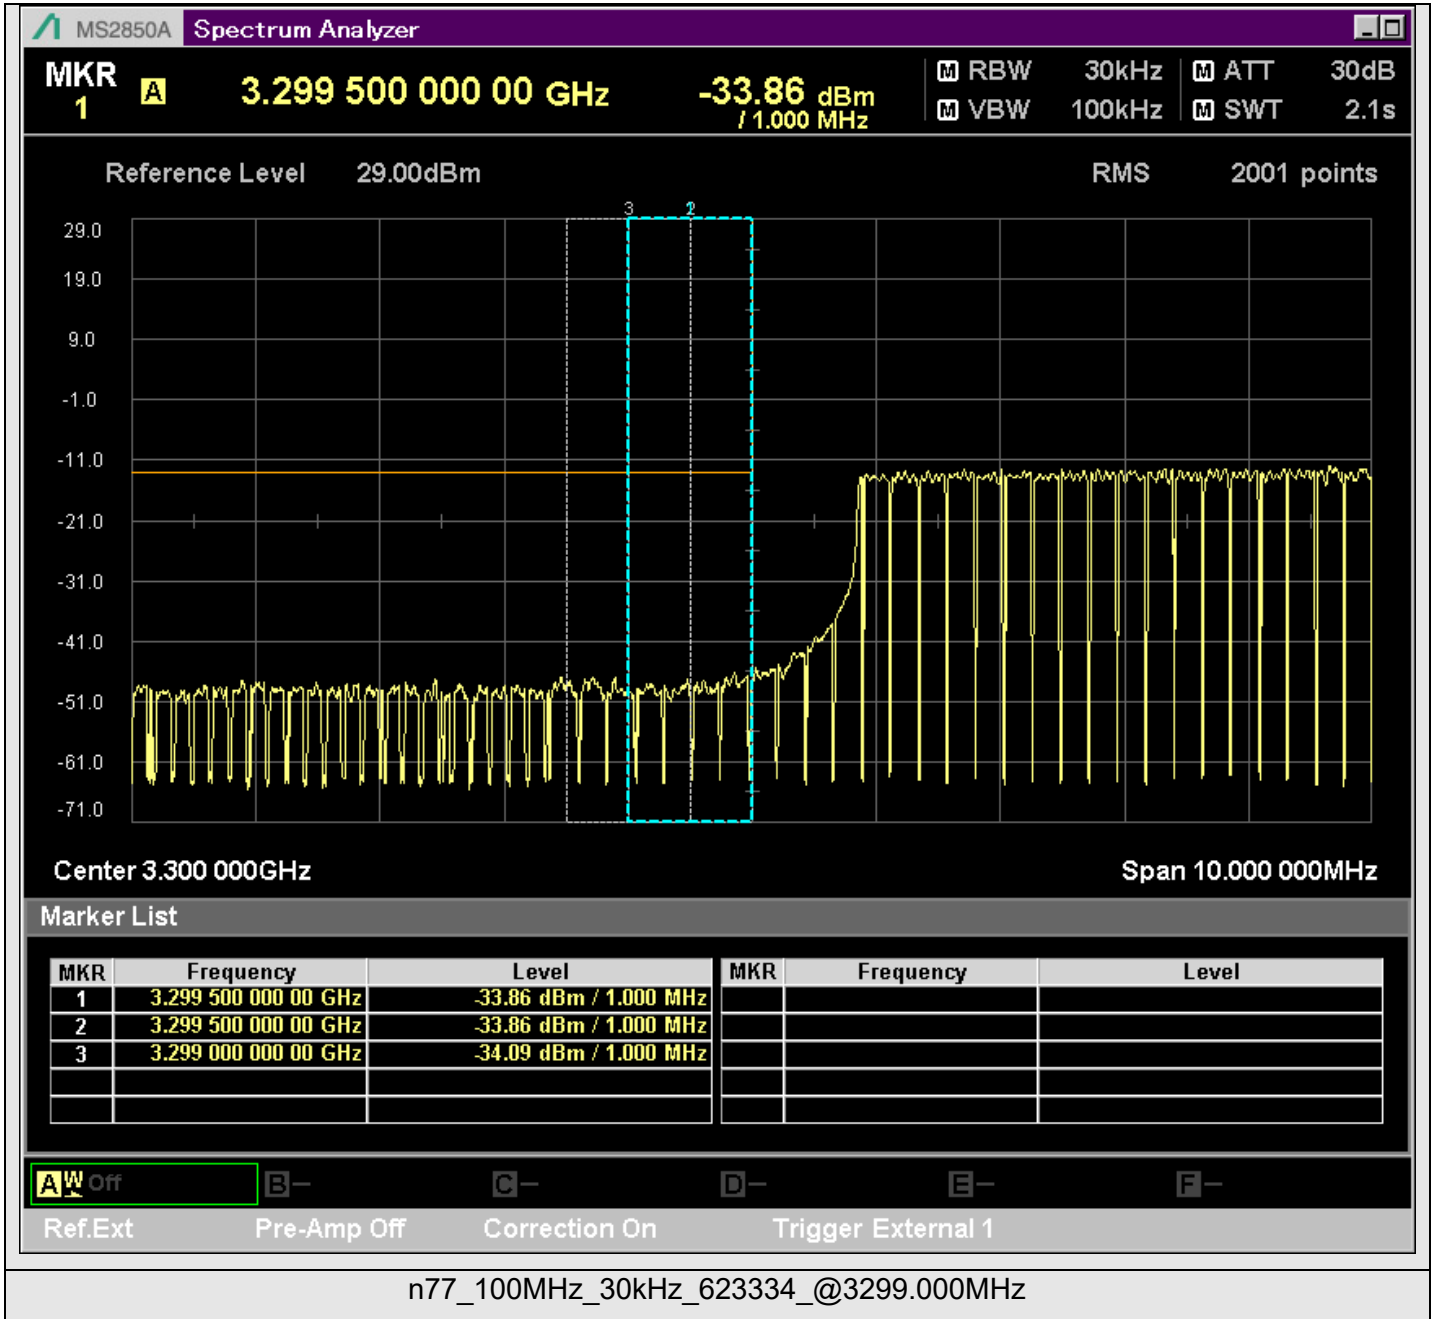 MS2850A Spectrum Analyzer
MKR 1 A 3.299 500 000 00 GHz -33.86 dBm / 1.000 MHz
M RBW 30kHz M ATT 30dB
M VBW 100kHz M SWT 2.1s
Reference Level 29.00dBm RMS 2001 points
3 2
29.0
19.0
9.0
-1.0
-11.0
-21.0
-31.0
-41.0
-51.0
-61.0
-71.0
Center 3.300 000GHz Span 10.000 000MHz
Marker List
MKR Frequency Level MKR Frequency Level
1 3.299 500 000 00 GHz -33.86 dBm / 1.000 MHz
2 3.299 500 000 00 GHz -33.86 dBm / 1.000 MHz
3 3.299 000 000 00 GHz -34.09 dBm / 1.000 MHz
A W Off B– C– D– E– F–
Ref.Ext Pre-Amp Off Correction On Trigger External 1
n77_100MHz_30kHz_623334_@3299.000MHz